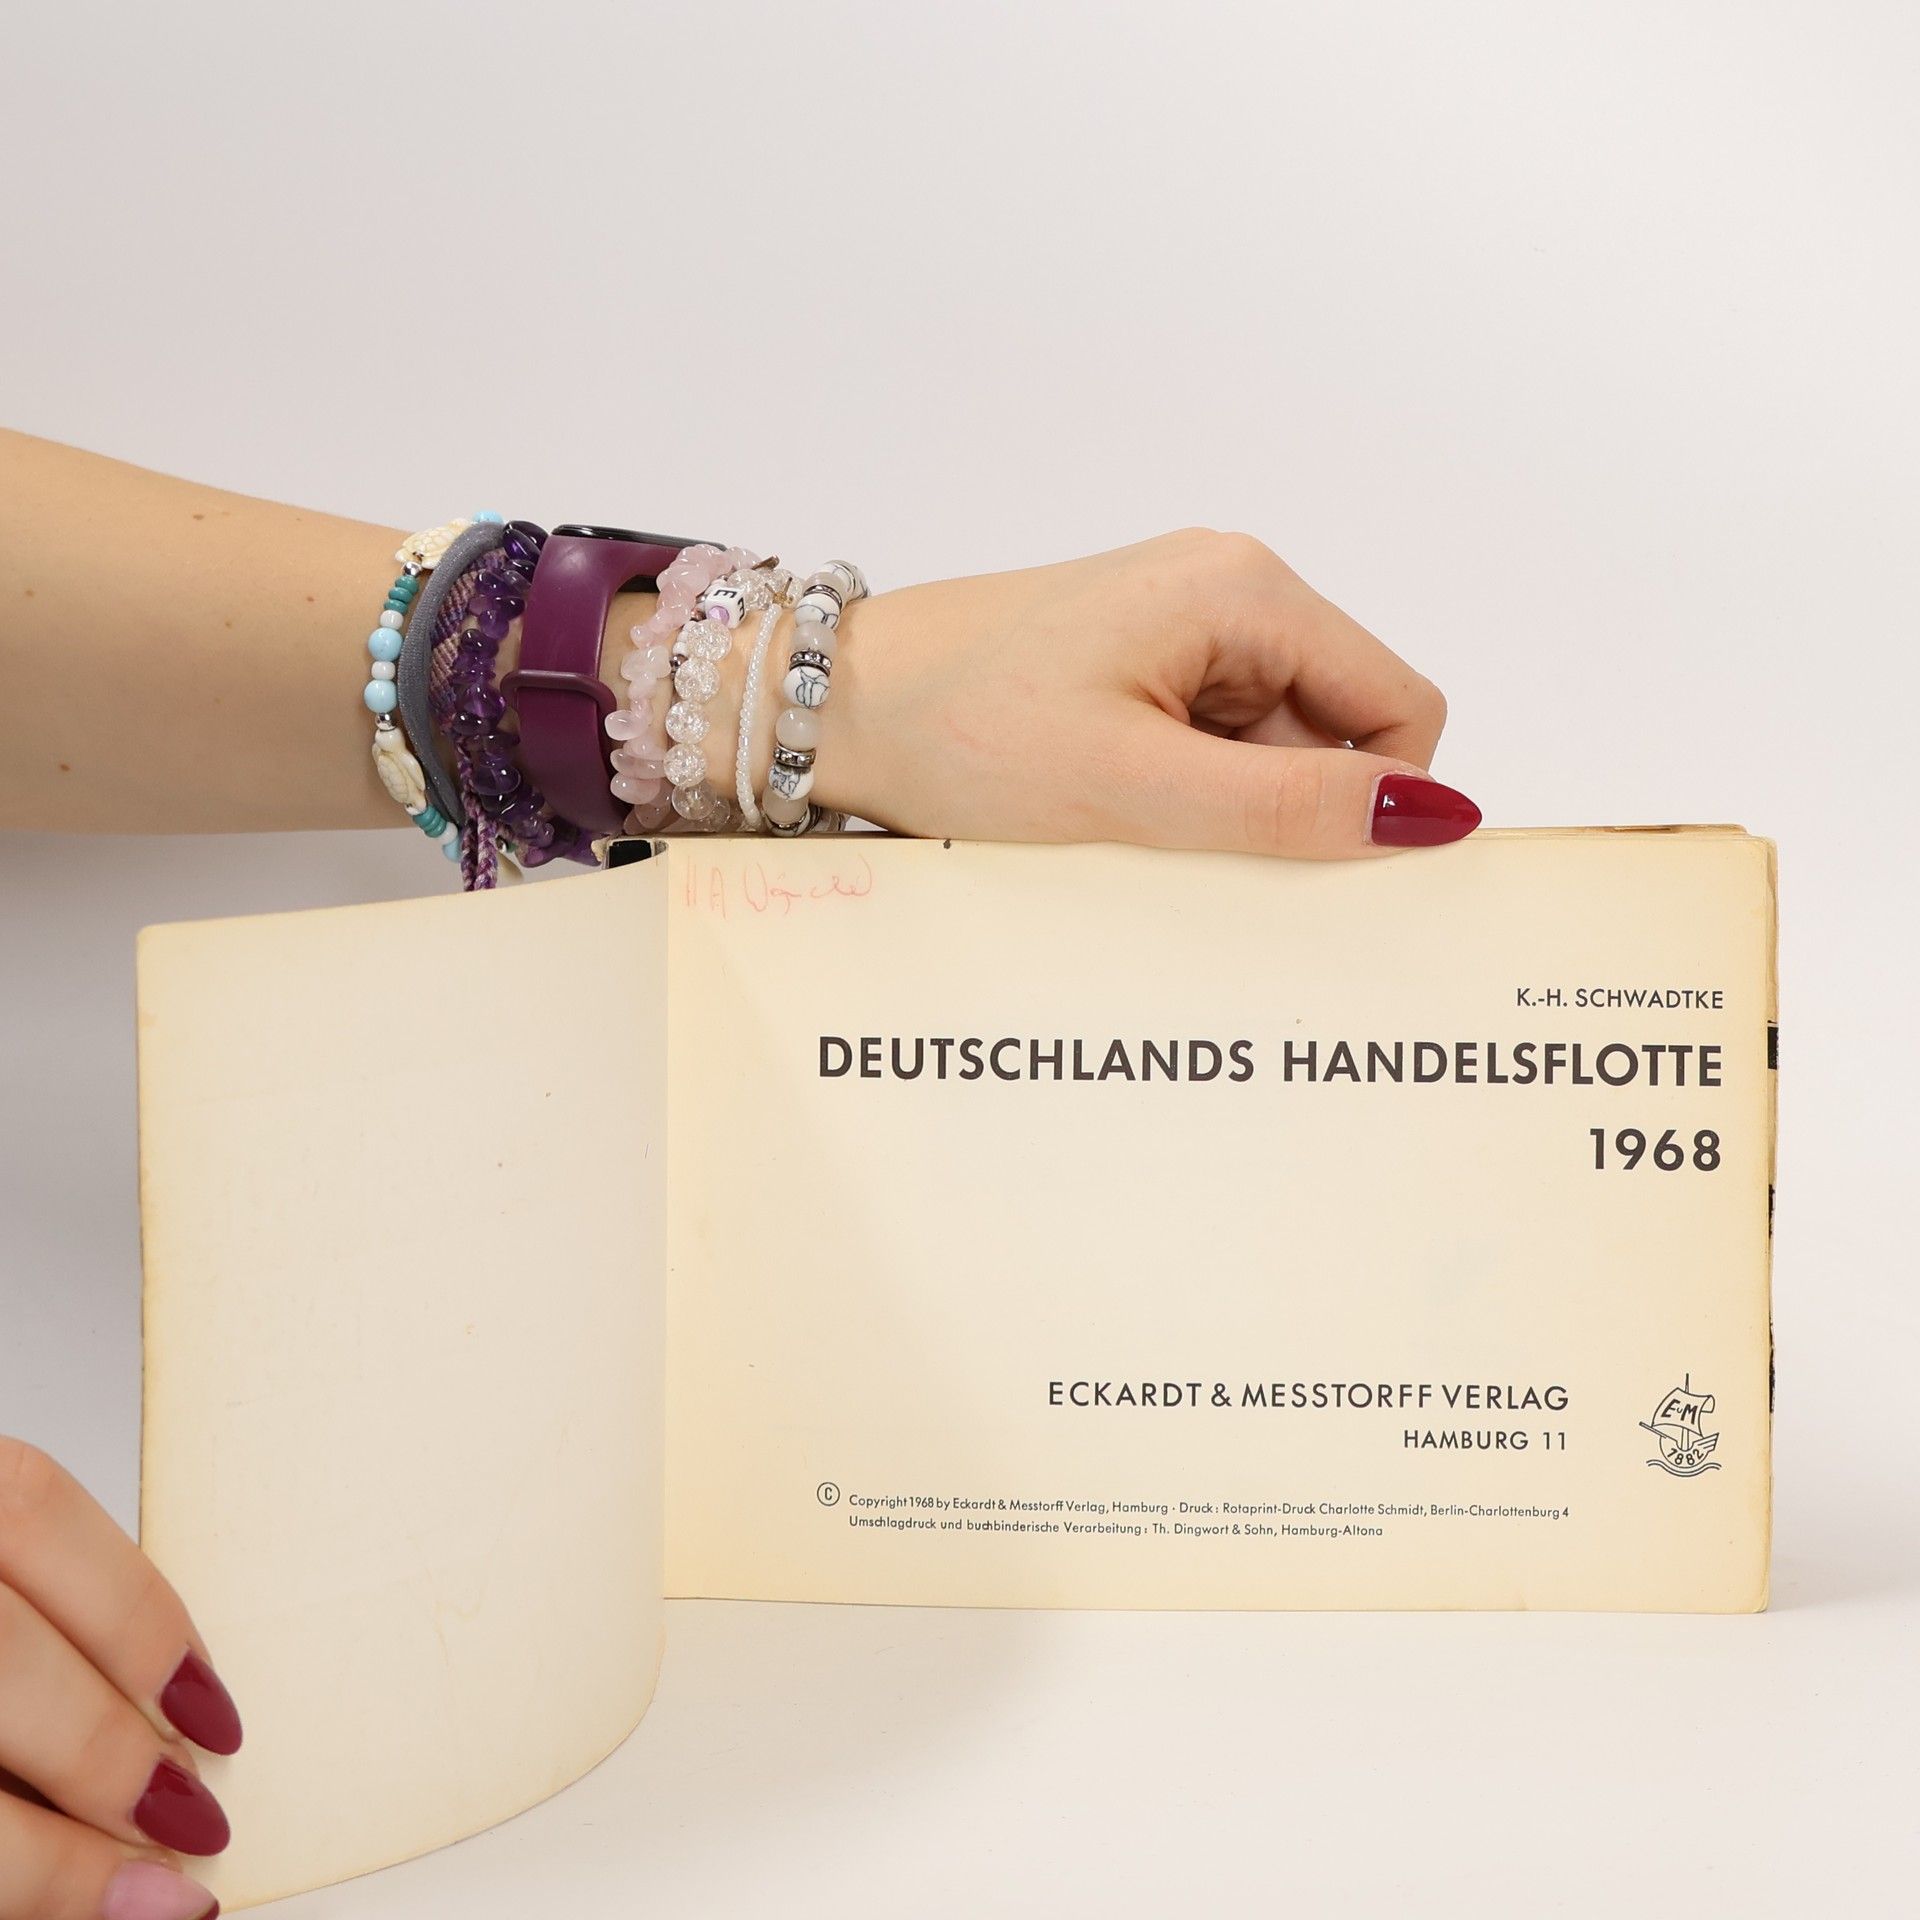 E
K.-H. SCHWADTKE
DEUTSCHLANDS HANDELSFLOTTE
1968
ECKARDT & MESSTORFF VERLAG
HAMBURG 11
EuM
1882
© Copyright 1968 by Eckardt & Messtorff Verlag, Hamburg · Druck: Rotaprint-Druck Charlotte Schmidt, Berlin-Charlottenburg 4
Umschlagdruck und buchbinderische Verarbeitung: Th. Dingwort & Sohn, Hamburg-Altona